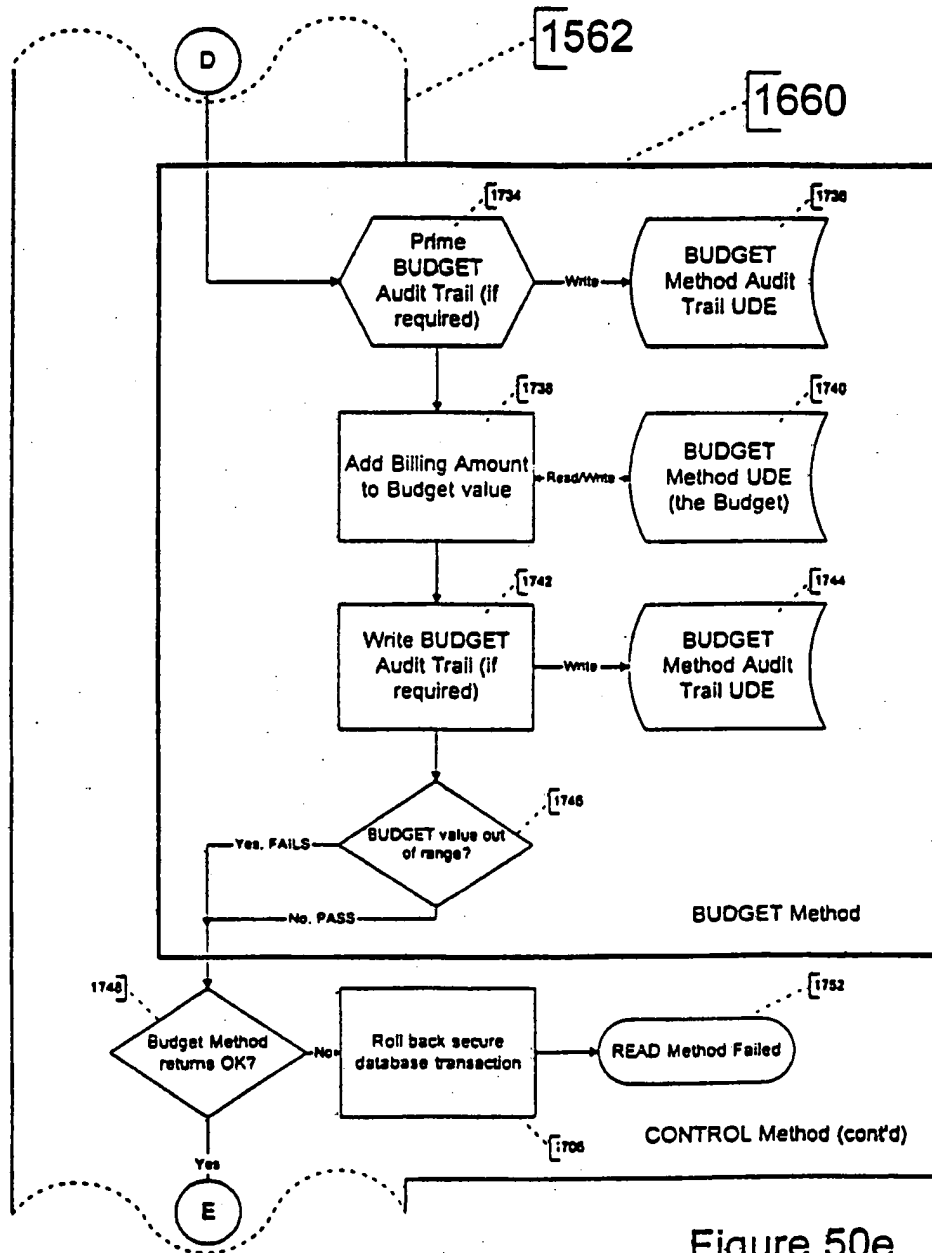 D
1562
1660
1734
Prime
BUDGET
Audit Trail (if
required)
Write
1736
BUDGET
Method Audit
Trail UDE
1738
Add Billing Amount
to Budget value
Read/Write
1740
BUDGET
Method UDE
(the Budget)
1742
Write BUDGET
Audit Trail (if
required)
Write
1744
BUDGET
Method Audit
Trail UDE
1746
BUDGET value out
of range?
Yes, FAILS
No, PASS
BUDGET Method
1748
Budget Method
returns OK?
No
Roll back secure
database transaction
1706
1752
READ Method Failed
CONTROL Method (cont'd)
Yes
E
Figure 50e